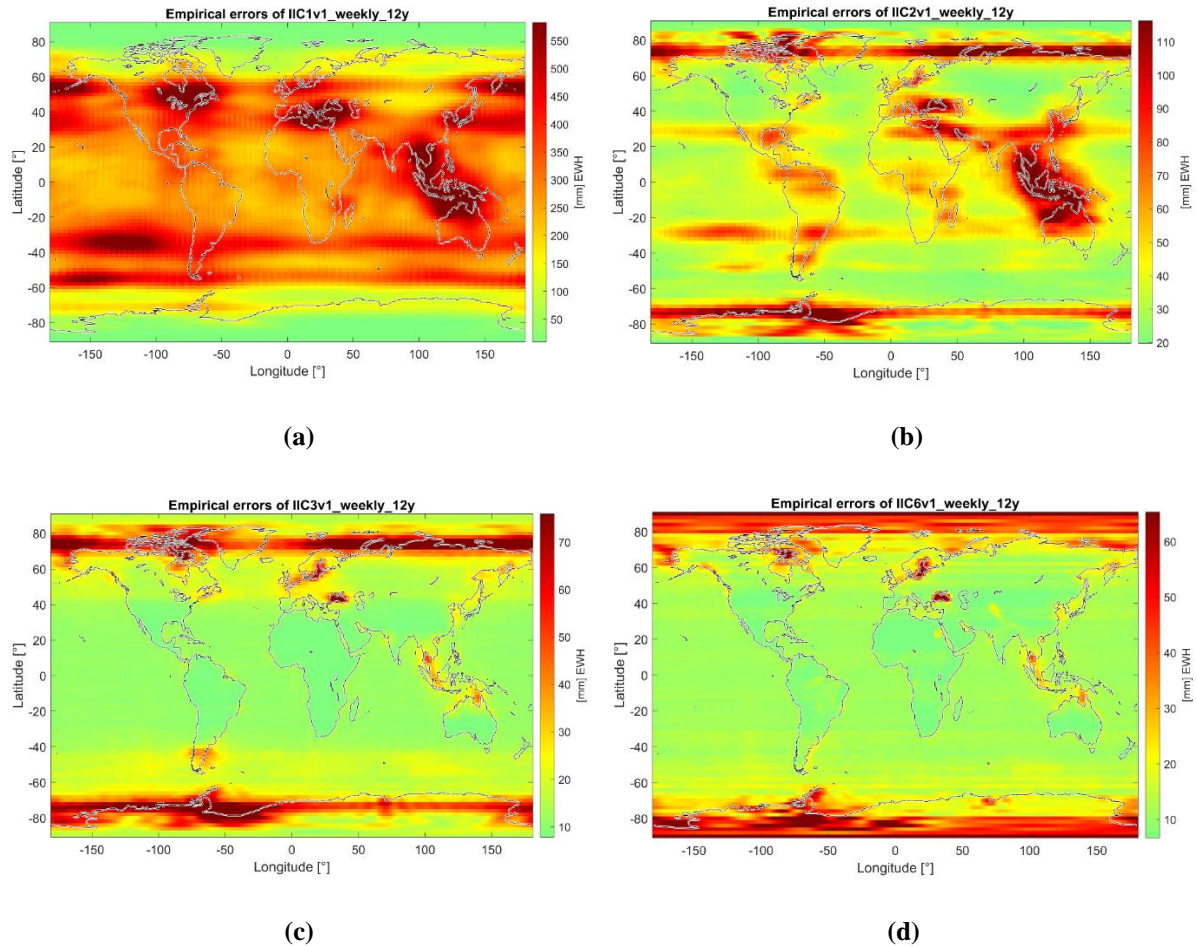 Empirical errors of IIC1v1_weekly_12y
80
60
40
20
0
-20
-40
-60
-80
Latitude [°]
-150 -100 -50 0 50 100 150
Longitude [°]
550
500
450
400
350
300
250
200
150
100
50
[mm] EWH
(a)
Empirical errors of IIC2v1_weekly_12y
80
60
40
20
0
-20
-40
-60
-80
Latitude [°]
-150 -100 -50 0 50 100 150
Longitude [°]
110
100
90
80
70
60
50
40
30
20
[mm] EWH
(b)
Empirical errors of IIC3v1_weekly_12y
80
60
40
20
0
-20
-40
-60
-80
Latitude [°]
-150 -100 -50 0 50 100 150
Longitude [°]
70
60
50
40
30
20
10
[mm] EWH
(c)
Empirical errors of IIC6v1_weekly_12y
80
60
40
20
0
-20
-40
-60
-80
Latitude [°]
-150 -100 -50 0 50 100 150
Longitude [°]
60
50
40
30
20
10
[mm] EWH
(d)